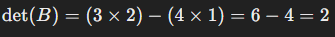 det(B) = (3 × 2) − (4 × 1) = 6 − 4 = 2